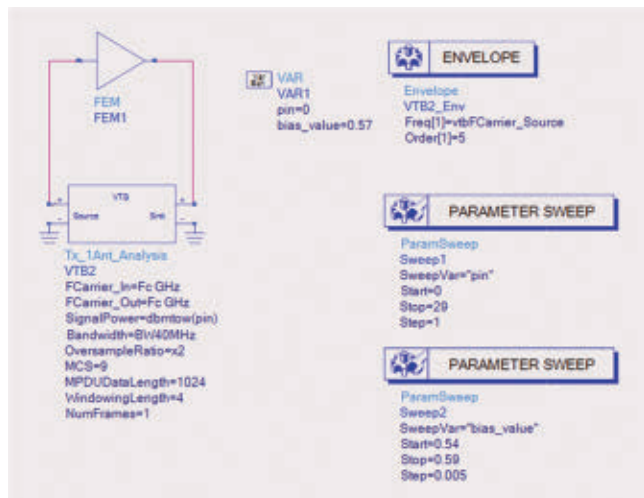 FEM
FEM1
VAR
VAR1
pin=0
bias_value=0.57
ENVELOPE
Envelope
VTB2_Env
Freq[1]=vtbFCarrier_Source
Order[1]=5
VTB
Source
Sink
Tx_1Ant_Analysis
VTB2
FCarrier_In=Fc GHz
FCarrier_Out=Fc GHz
SignalPower=dbmtow(pin)
Bandwidth=BW40MHz
OversampleRatio=x2
MCS=9
MPDUDataLength=1024
WindowingLength=4
NumFrames=1
PARAMETER SWEEP
ParamSweep
Sweep1
SweepVar="pin"
Start=0
Stop=29
Step=1
PARAMETER SWEEP
ParamSweep
Sweep2
SweepVar="bias_value"
Start=0.54
Stop=0.59
Step=0.005